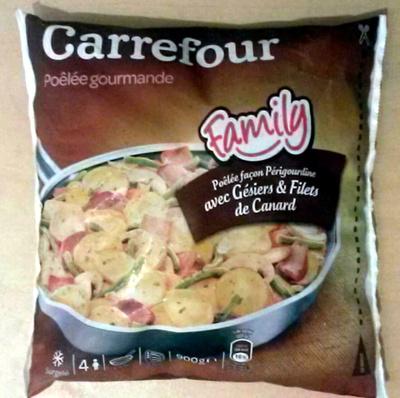 Carrefour
Poêlée gourmande
Family
Poêlée façon Périgourdine
avec Gésiers & Filets
de Canard
Surgelé
4
900g e